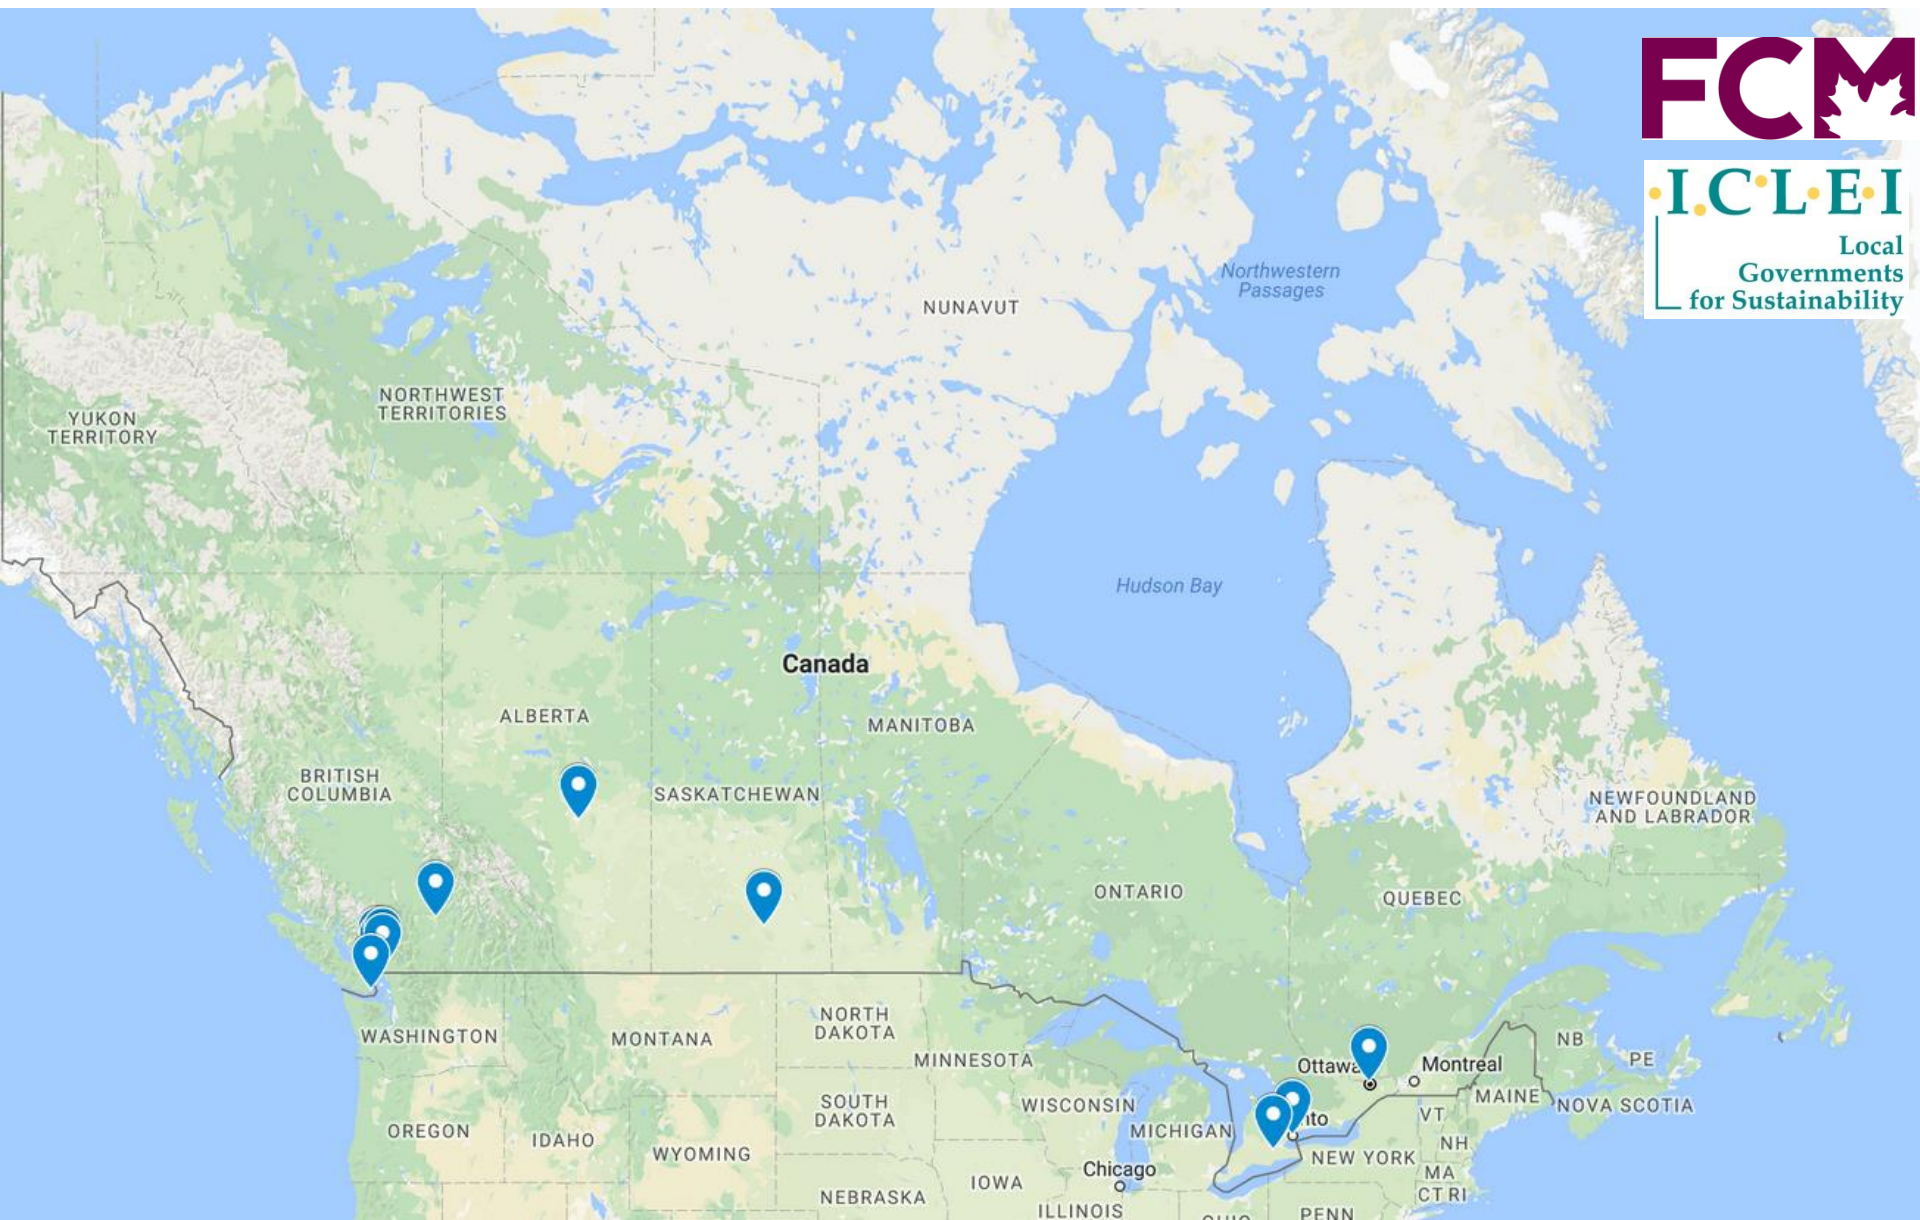 FCM
I.C.L.E.I
Local
Governments
for Sustainability
Northwestern
Passages
NUNAVUT
NORTHWEST
TERRITORIES
YUKON
TERRITORY
Hudson Bay
Canada
ALBERTA
MANITOBA
BRITISH
COLUMBIA
SASKATCHEWAN
NEWFOUNDLAND
AND LABRADOR
ONTARIO
QUEBEC
WASHINGTON
MONTANA
NORTH
DAKOTA
MINNESOTA
Ottawa
Montreal
NB
PE
MAINE
NOVA SCOTIA
OREGON
IDAHO
WYOMING
SOUTH
DAKOTA
WISCONSIN
MICHIGAN
nto
VT
NH
NEW YORK
MA
CT RI
Chicago
IOWA
NEBRASKA
ILLINOIS
OHIO
PENN